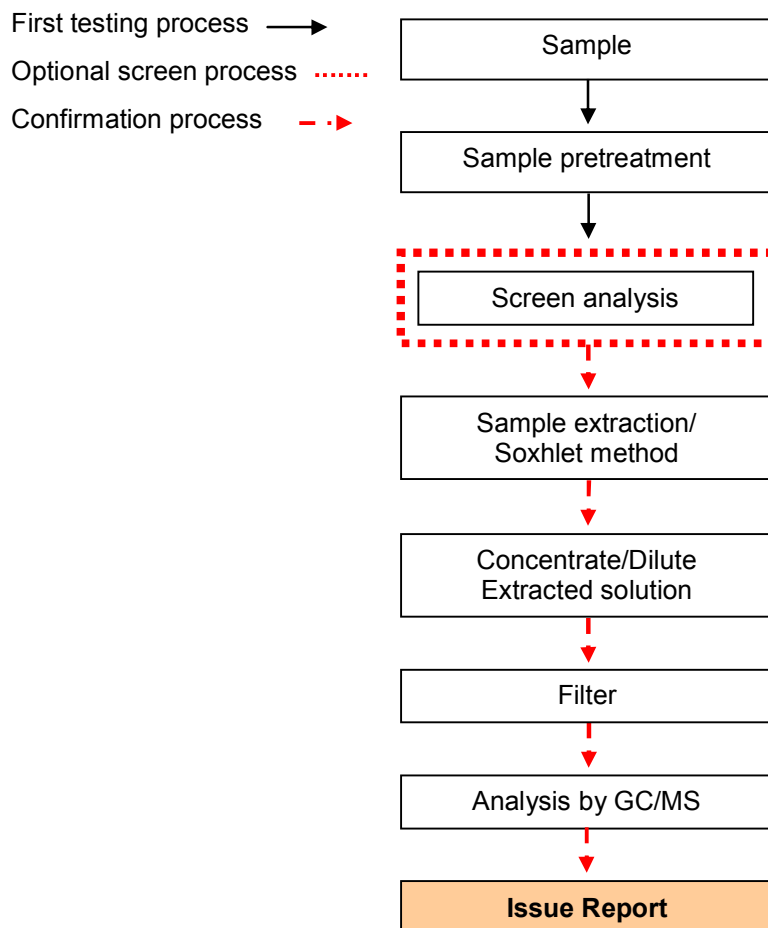 First testing process
Optional screen process
Confirmation process
Sample
Sample pretreatment
Screen analysis
Sample extraction/
Soxhlet method
Concentrate/Dilute
Extracted solution
Filter
Analysis by GC/MS
Issue Report